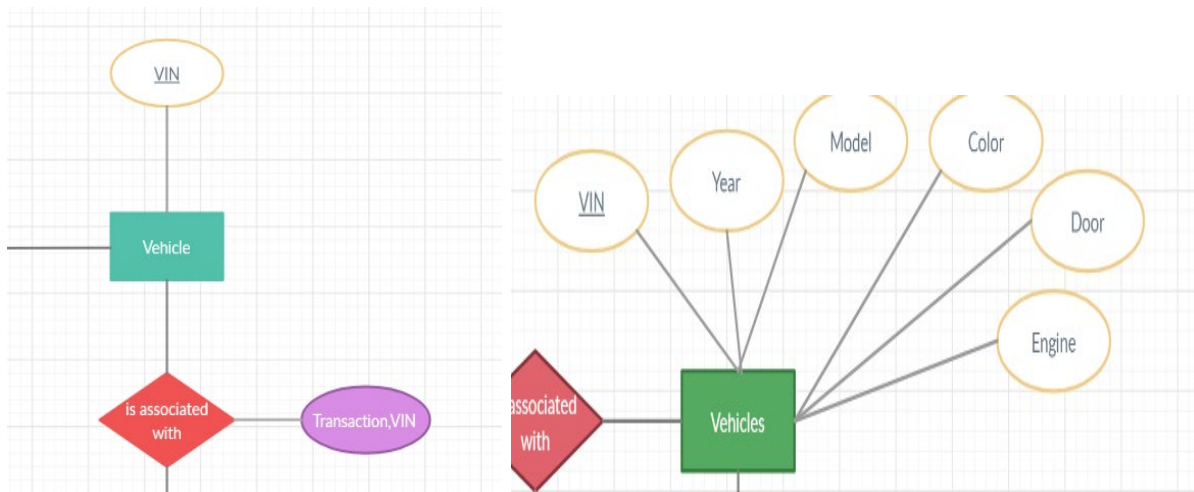 VIN
Vehicle
is associated
with
Transaction,VIN
VIN
Year
Model
Color
Door
Engine
associated
with
Vehicles